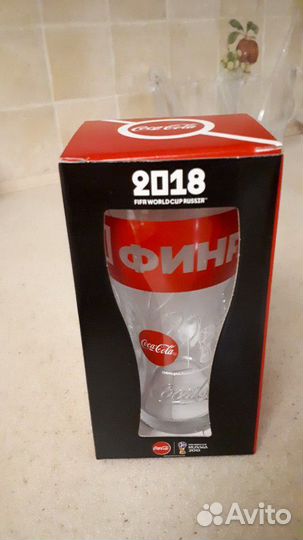 Coca-Cola
2018
FIFA WORLD CUP RUSSIA
ФИНА
Coca-Cola
Coca-Cola
RUSSIA
2018
Avito